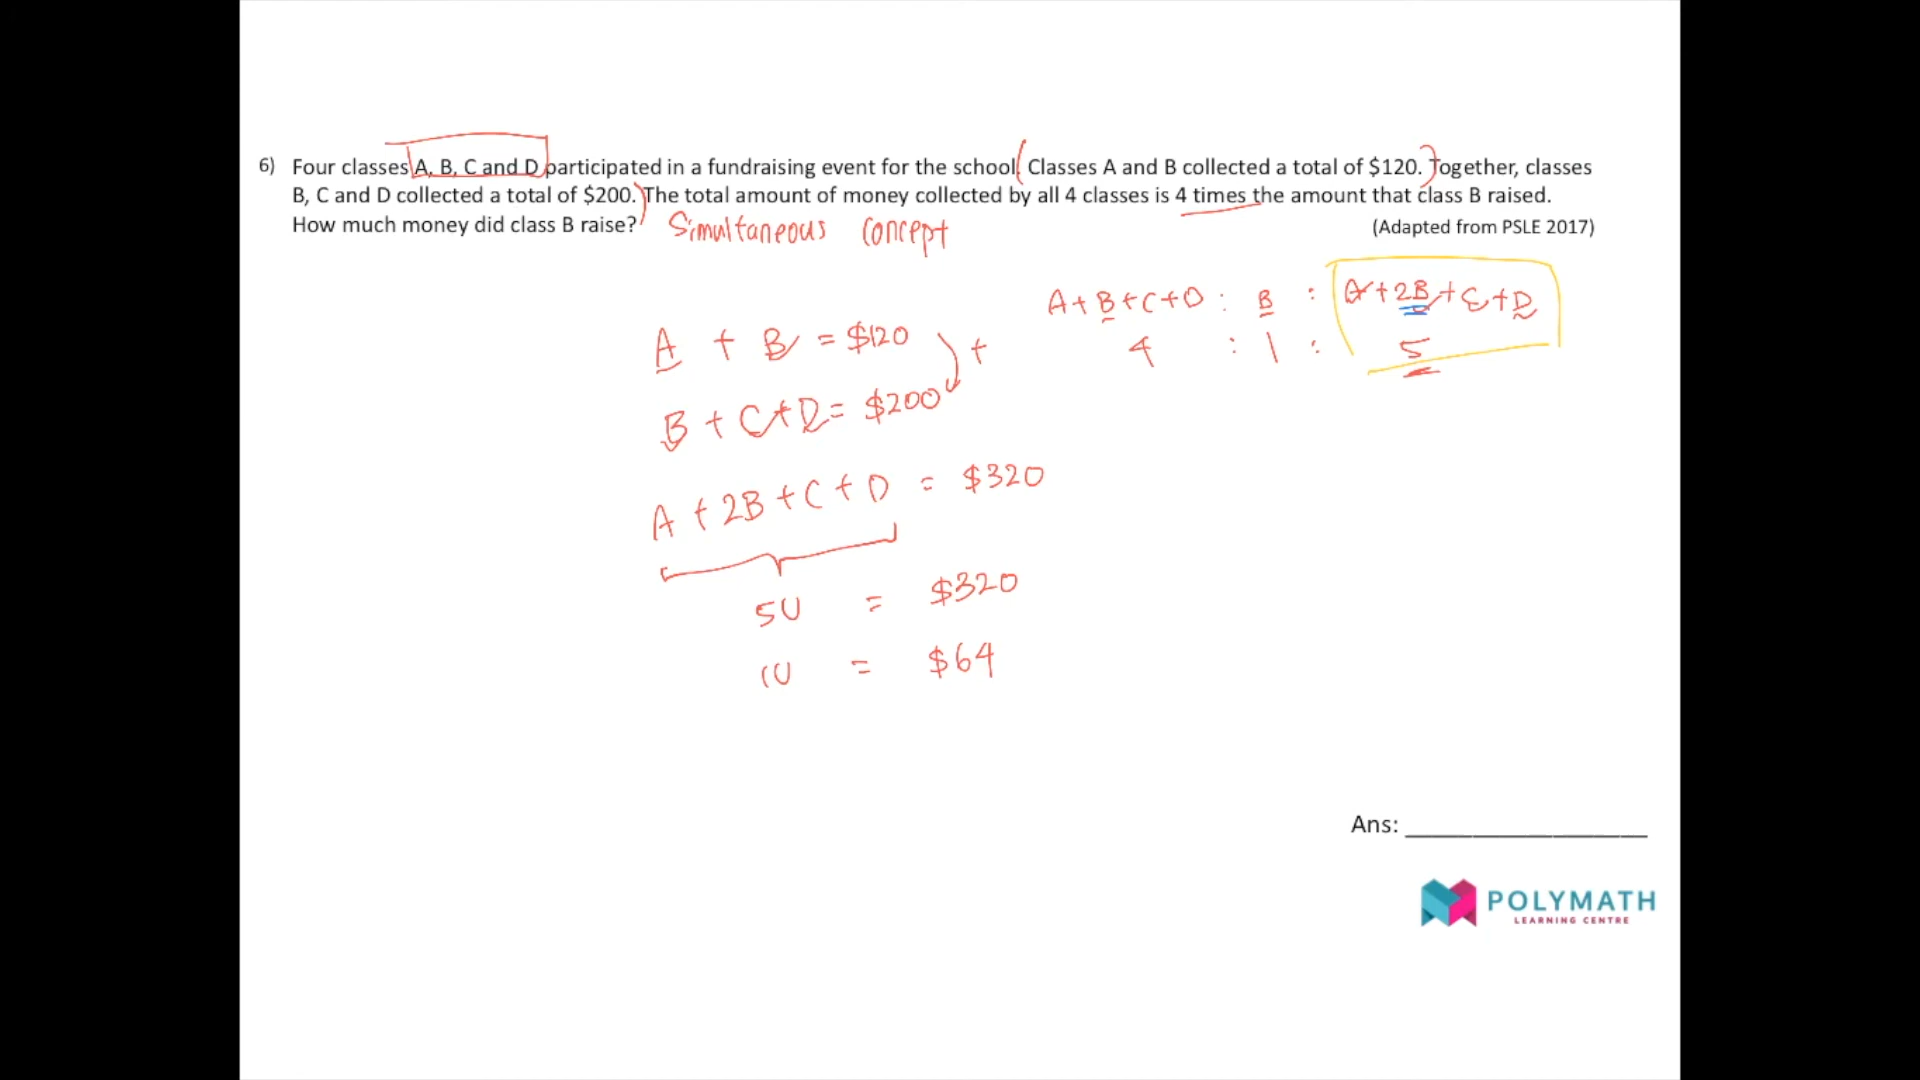 6) Four classes A, B, C and D participated in a fundraising event for the school. Classes A and B collected a total of $120. Together, classes
B, C and D collected a total of $200. The total amount of money collected by all 4 classes is 4 times the amount that class B raised.
How much money did class B raise?
Simultaneous concept
(Adapted from PSLE 2017)
A+B+C+D : B : A+2B+C+D
4 : 1 : 5
A + B = $120
+
B + C+D = $200
A + 2B + C + D = $320
5U = $320
1U = $64
Ans: ____________________
POLYMATH
LEARNING CENTRE